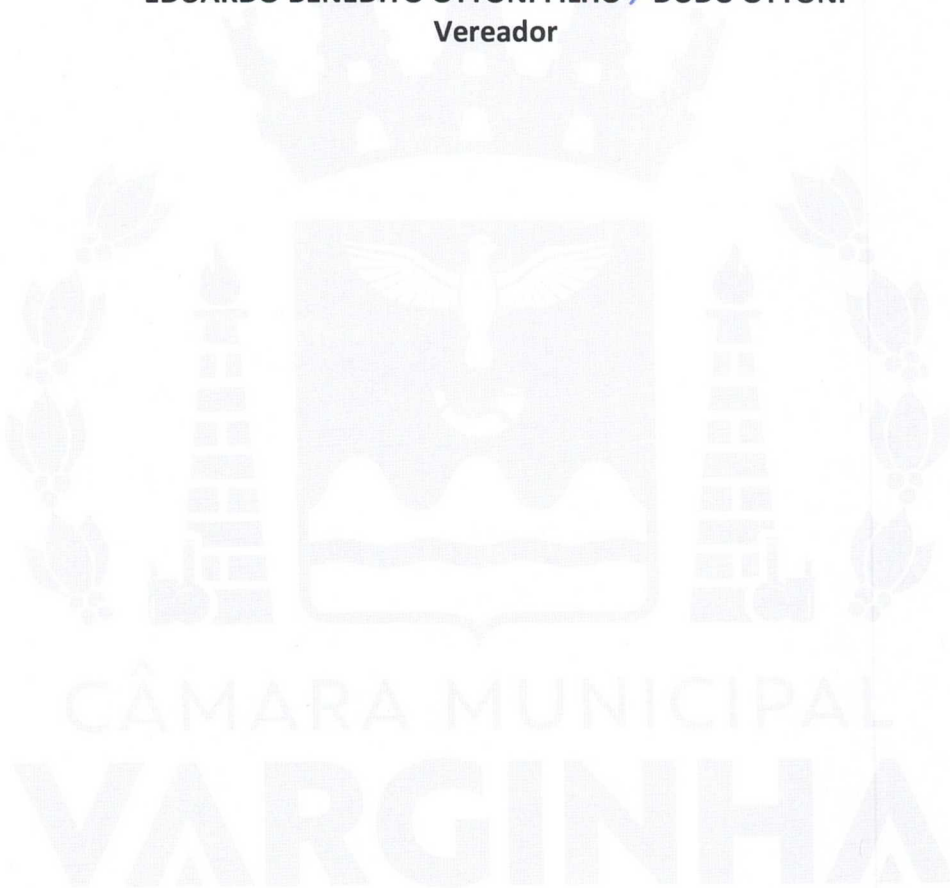 EDUARDO BENEDITO OTTONI FILHO / DUDU OTTONI
Vereador
CÂMARA MUNICIPAL
VARGINHA